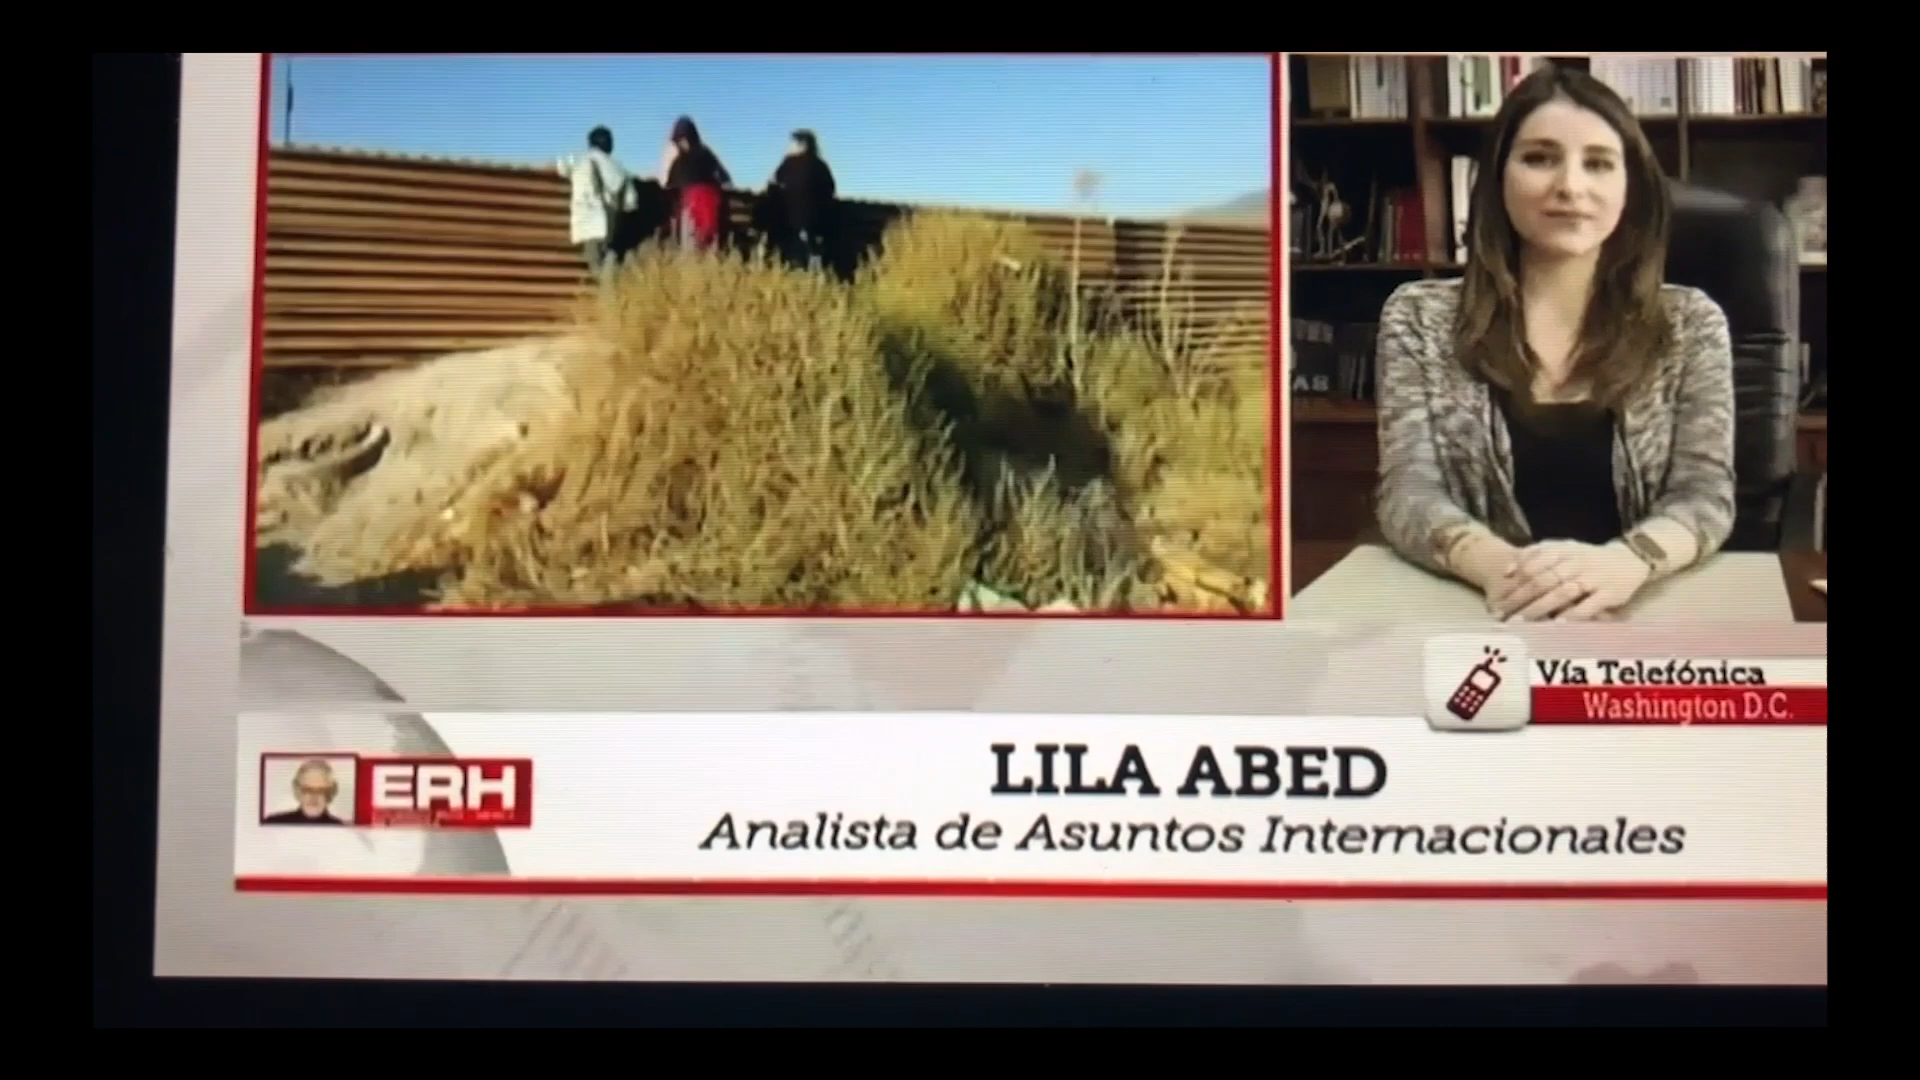 Vía Telefónica
Washington D.C.
LILA ABED
ERH
Analista de Asuntos Internacionales